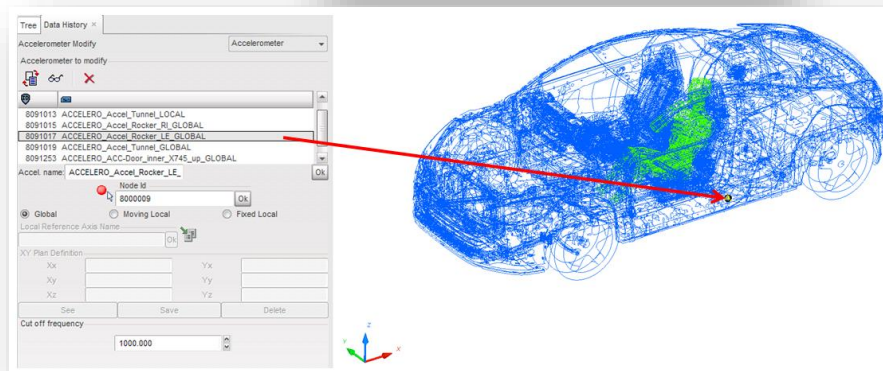 Tree Data History ×
Accelerometer Modify Accelerometer
Accelerometer to modify
8091013 ACCELERO_Accel_Tunnel_LOCAL
8091015 ACCELERO_Accel_Rocker_RI_GLOBAL
8091017 ACCELERO_Accel_Rocker_LE_GLOBAL
8091019 ACCELERO_Accel_Tunnel_GLOBAL
8091253 ACCELERO_ACC-Door_inner_X745_up_GLOBAL
Accel. name: ACCELERO_Accel_Rocker_LE_ Ok
Node Id
8000009 Ok
Global Moving Local Fixed Local
Local Reference Axis Name
Ok
XY Plan Definition
Xx Yx
Xy Yy
Xz Yz
See Save Delete
Cut off frequency
1000.000
z
Y x